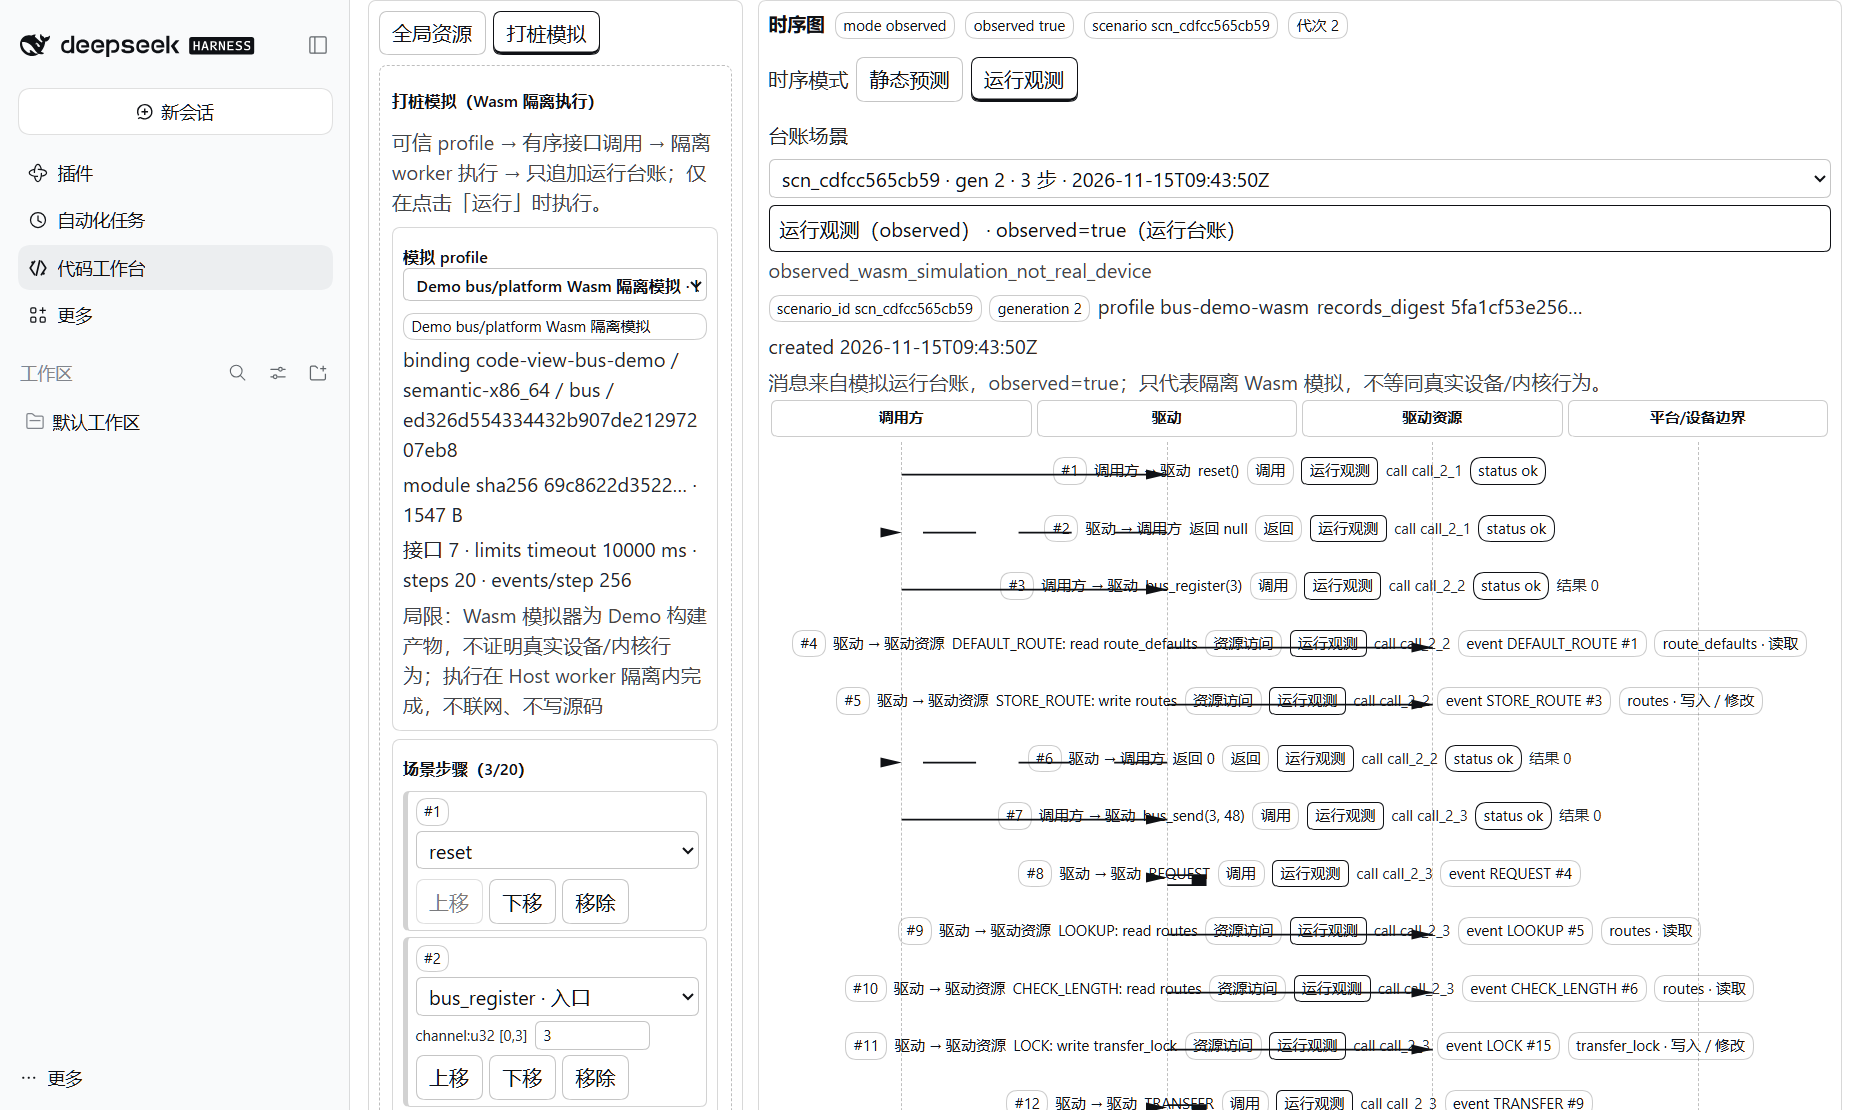 deepseek HARNESS
新会话
插件
自动化任务
代码工作台
更多
工作区
默认工作区
更多
全局资源
打桩模拟
打桩模拟（Wasm 隔离执行）
可信 profile → 有序接口调用 → 隔离
worker 执行 → 只追加运行台账；仅
在点击「运行」时执行。
模拟 profile
Demo bus/platform Wasm 隔离模拟 ·
Demo bus/platform Wasm 隔离模拟
binding code-view-bus-demo /
semantic-x86_64 / bus /
ed326d554334432b907de212972
07eb8
module sha256 69c8622d3522… ·
1547 B
接口 7 · limits timeout 10000 ms ·
steps 20 · events/step 256
局限：Wasm 模拟器为 Demo 构建
产物，不证明真实设备/内核行
为；执行在 Host worker 隔离内完
成，不联网、不写源码
场景步骤（3/20）
#1
reset
上移 下移 移除
#2
bus_register · 入口
channel:u32 [0,3] 3
上移 下移 移除
时序图 mode observed observed true scenario scn_cdfcc565cb59 代次 2
时序模式 静态预测 运行观测
台账场景
scn_cdfcc565cb59 · gen 2 · 3 步 · 2026-11-15T09:43:50Z
运行观测（observed） · observed=true（运行台账）
observed_wasm_simulation_not_real_device
scenario_id scn_cdfcc565cb59 generation 2 profile bus-demo-wasm records_digest 5fa1cf53e256…
created 2026-11-15T09:43:50Z
消息来自模拟运行台账，observed=true；只代表隔离 Wasm 模拟，不等同真实设备/内核行为。
调用方 驱动 驱动资源 平台/设备边界
#1 调用方 → 驱动 reset() 调用 运行观测 call call_2_1 status ok
#2 驱动 → 调用方 返回 null 返回 运行观测 call call_2_1 status ok
#3 调用方 → 驱动 bus_register(3) 调用 运行观测 call call_2_2 status ok 结果 0
#4 驱动 → 驱动资源 DEFAULT_ROUTE: read route_defaults 资源访问 运行观测 call call_2_2 event DEFAULT_ROUTE #1 route_defaults · 读取
#5 驱动 → 驱动资源 STORE_ROUTE: write routes 资源访问 运行观测 call call_2_2 event STORE_ROUTE #3 routes · 写入 / 修改
#6 驱动 → 调用方 返回 0 返回 运行观测 call call_2_2 status ok 结果 0
#7 调用方 → 驱动 bus_send(3, 48) 调用 运行观测 call call_2_3 status ok 结果 0
#8 驱动 → 驱动 REQUEST 调用 运行观测 call call_2_3 event REQUEST #4
#9 驱动 → 驱动资源 LOOKUP: read routes 资源访问 运行观测 call call_2_3 event LOOKUP #5 routes · 读取
#10 驱动 → 驱动资源 CHECK_LENGTH: read routes 资源访问 运行观测 call call_2_3 event CHECK_LENGTH #6 routes · 读取
#11 驱动 → 驱动资源 LOCK: write transfer_lock 资源访问 运行观测 call call_2_3 event LOCK #15 transfer_lock · 写入 / 修改
#12 驱动 → 驱动 TRANSFER 调用 运行观测 call call_2_3 event TRANSFER #9